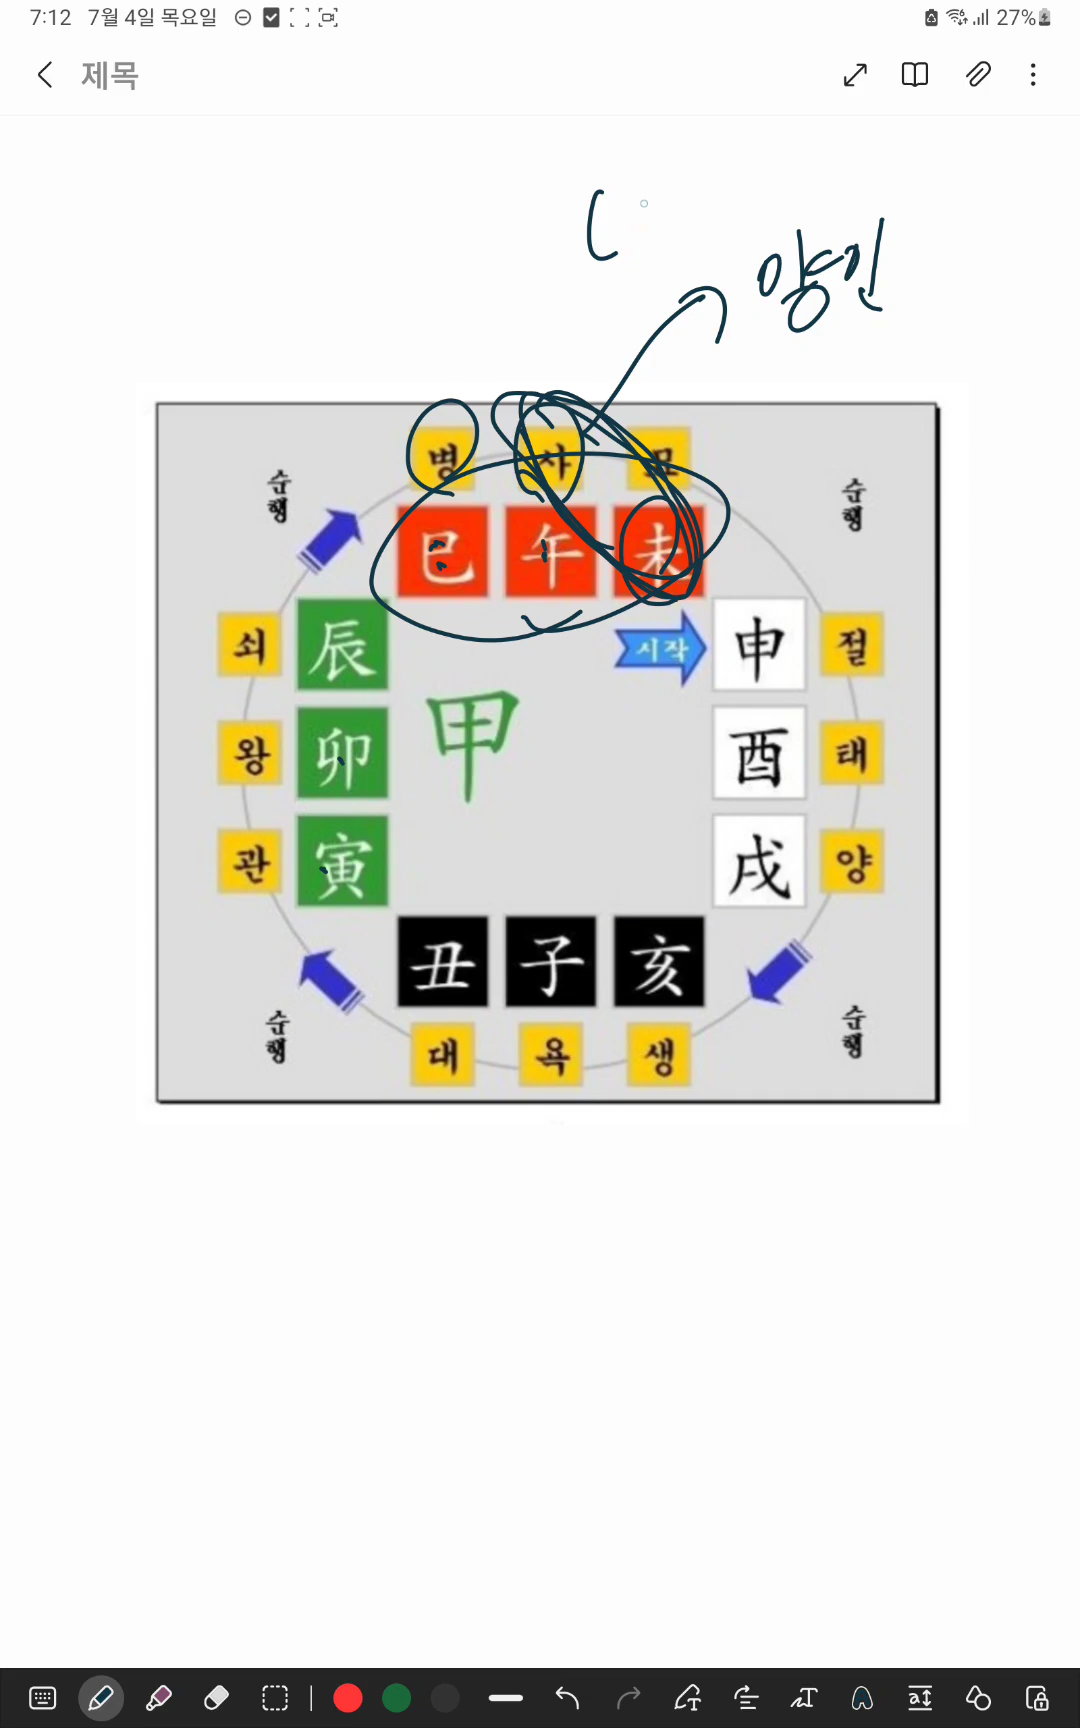 7:12 7월 4일 목요일 27%
제목
양인
병 사 묘
순행 순행
巳 午 未
쇠 辰 시작 申 절
甲
왕 卯 酉 태
관 寅 戌 양
丑 子 亥
순행 순행
대 욕 생